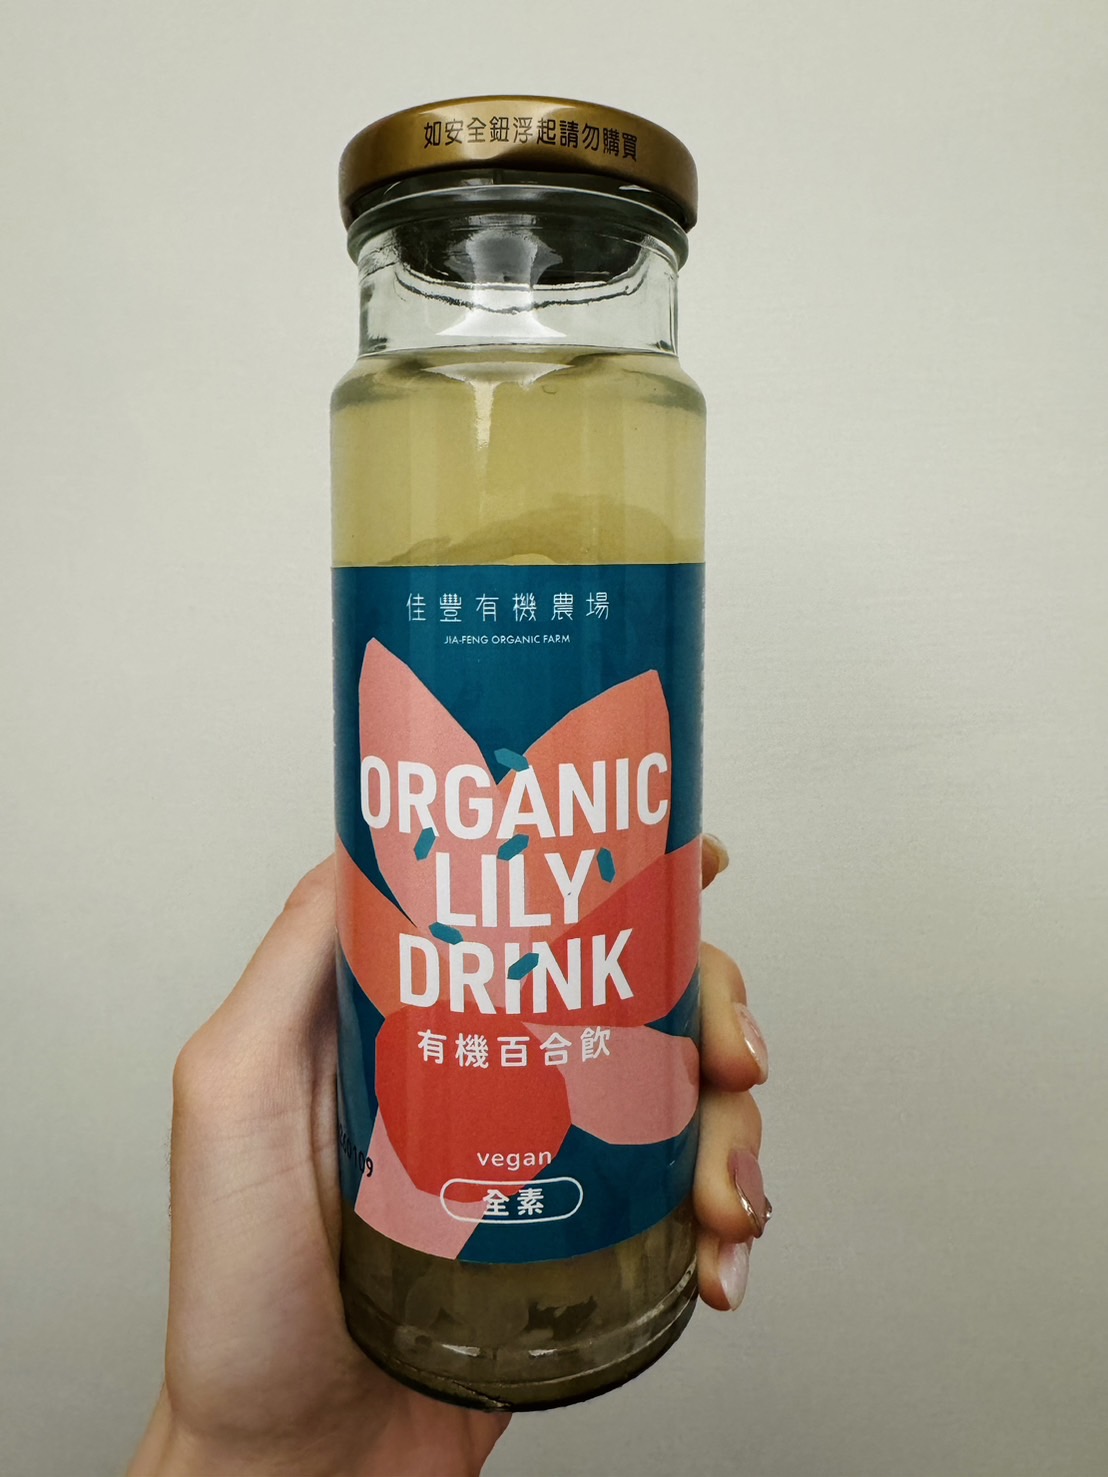 如安全鈕浮起請勿購買
佳豐有機農場
JIA-FENG ORGANIC FARM
ORGANIC
LILY
DRINK
有機百合飲
vegan
全素